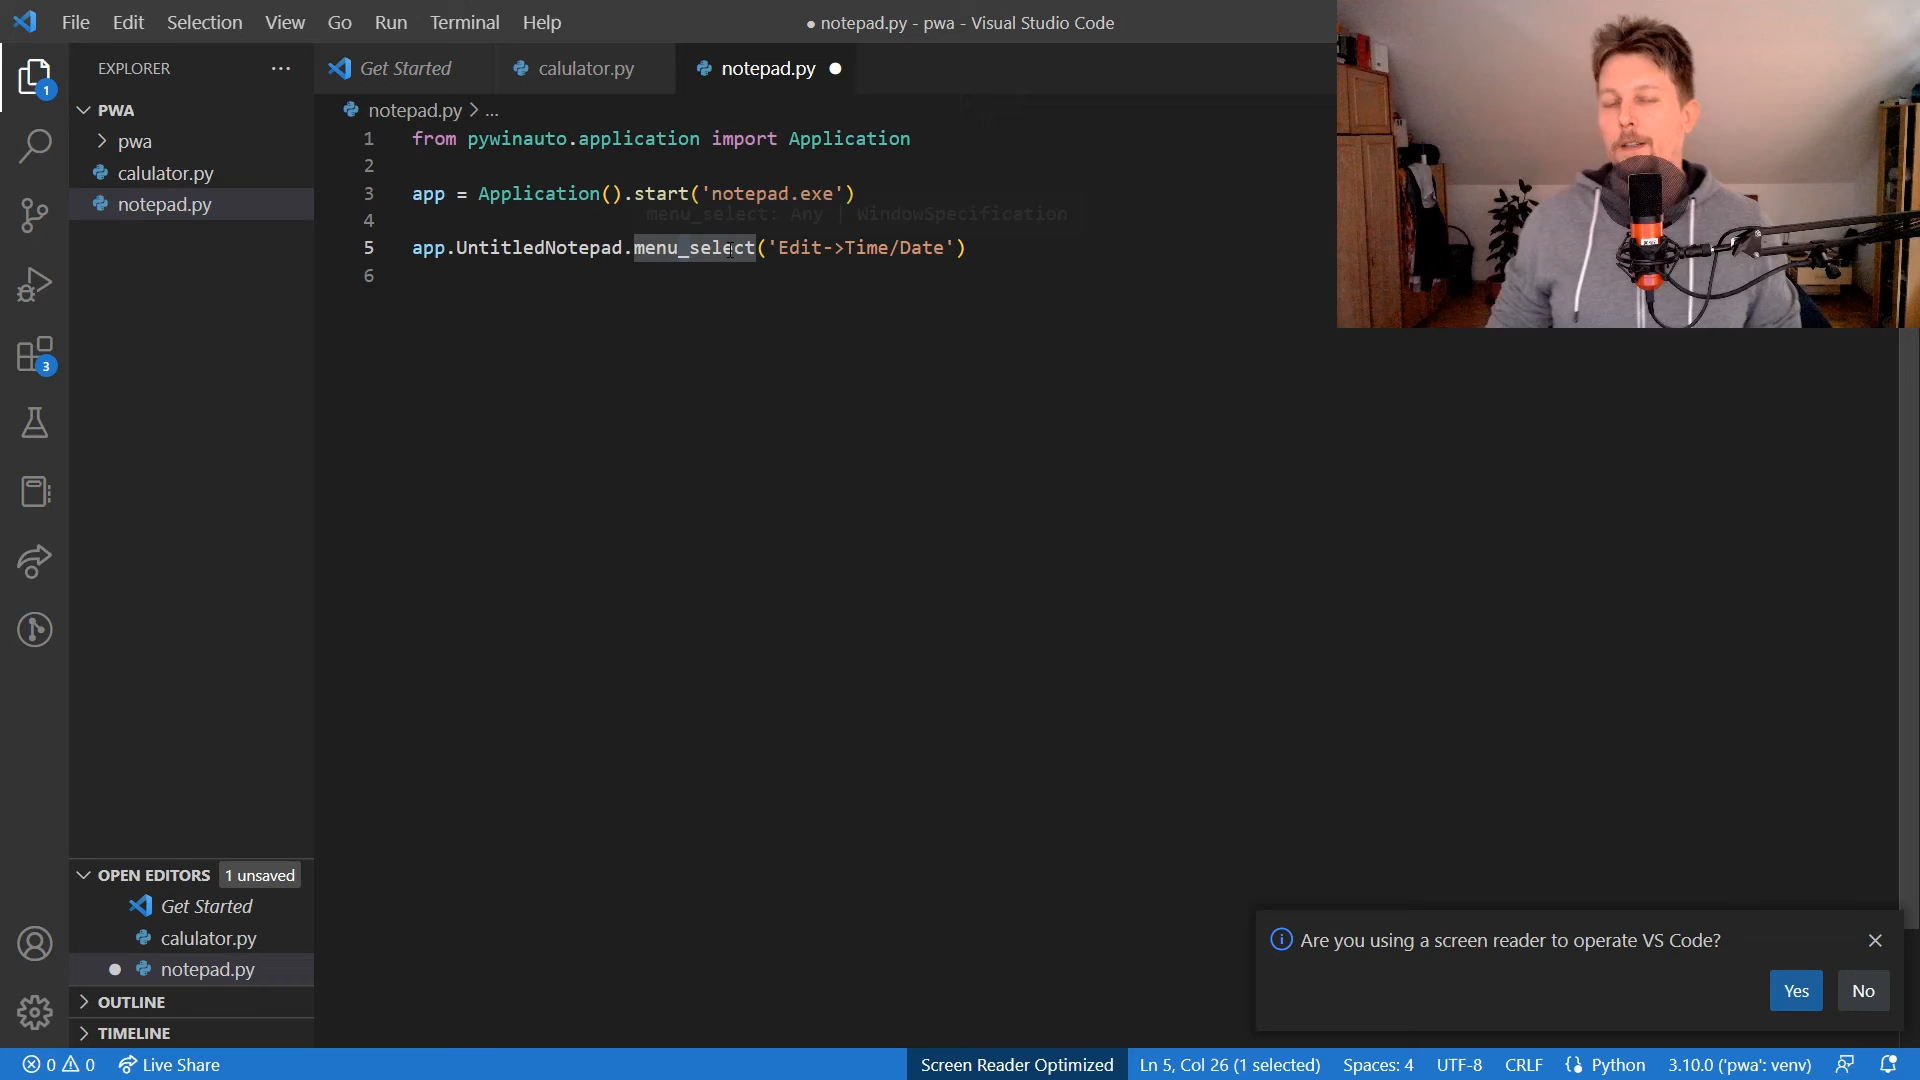 File Edit Selection View Go Run Terminal Help
● notepad.py - pwa - Visual Studio Code
EXPLORER ...
Get Started
calulator.py
notepad.py ●
PWA
pwa
calulator.py
notepad.py
notepad.py > ...
1 from pywinauto.application import Application
2
3 app = Application().start('notepad.exe')
menu_select: Any | WindowSpecification
4
5 app.UntitledNotepad.menu_select('Edit->Time/Date')
6
1
3
OPEN EDITORS 1 unsaved
Get Started
calulator.py
● notepad.py
OUTLINE
TIMELINE
Are you using a screen reader to operate VS Code?
Yes No
0 0 Live Share
Screen Reader Optimized Ln 5, Col 26 (1 selected) Spaces: 4 UTF-8 CRLF Python 3.10.0 ('pwa': venv)